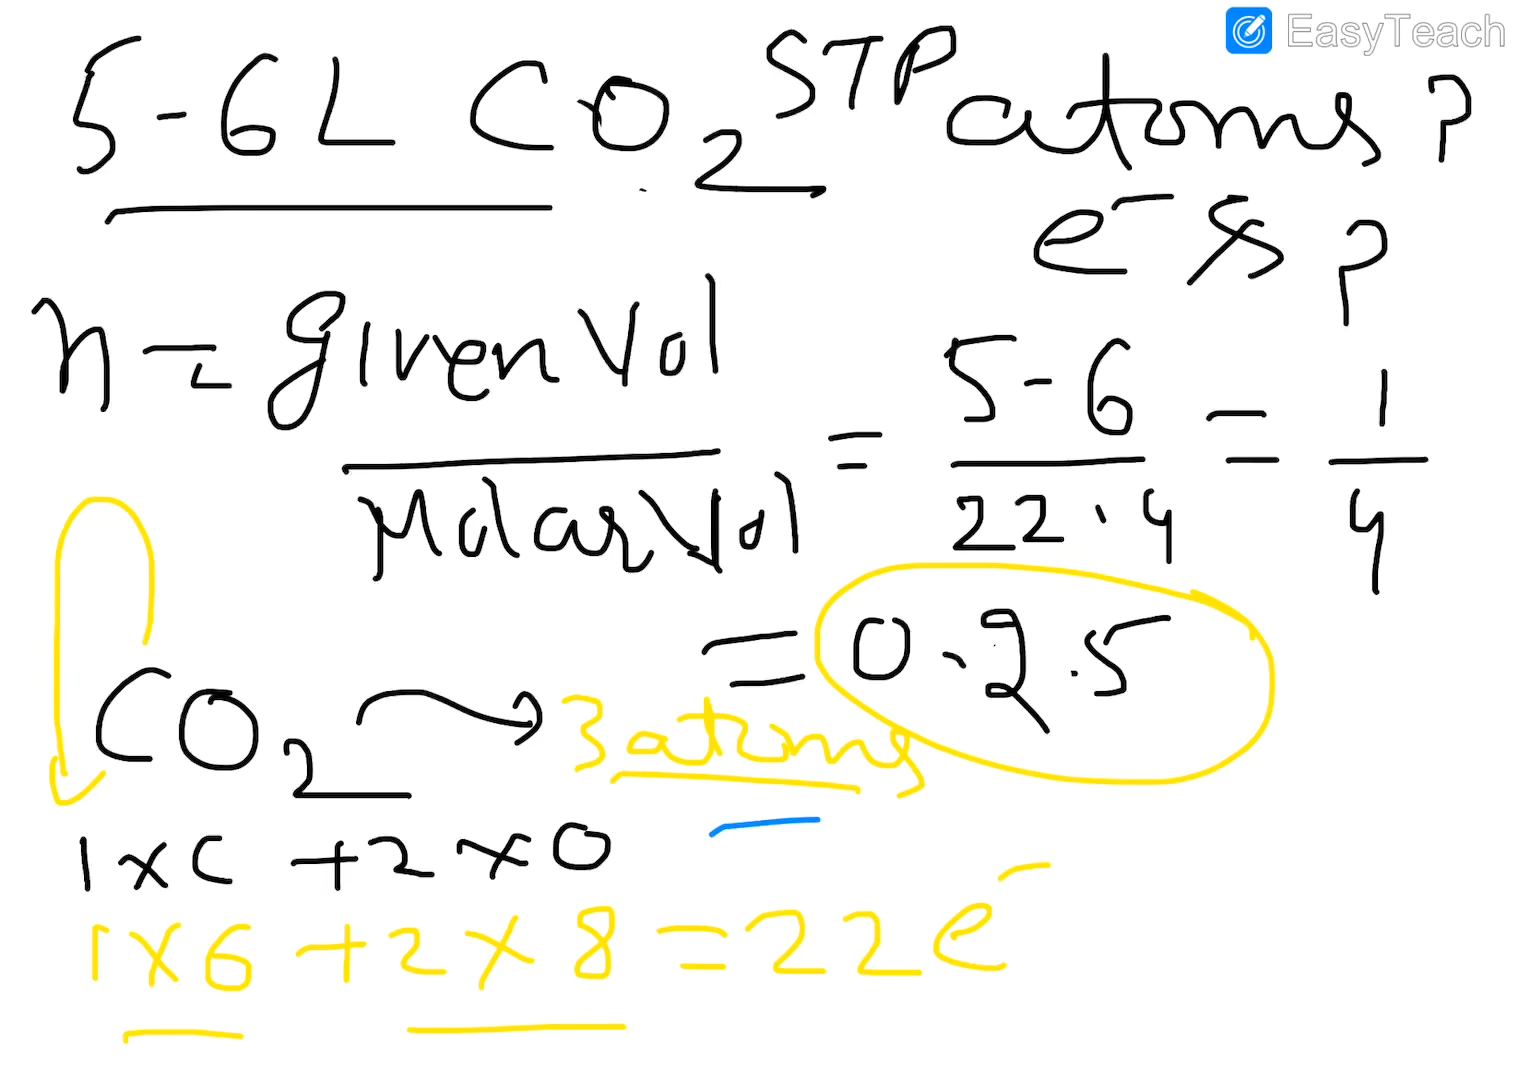 EasyTeach
5-6L CO2 STP atoms ?
e⁻ s ?
n = given Vol / Molar Vol = 5-6 / 22.4 = 1 / 4
= 0.25
CO2 → 3 atoms
1 x C + 2 x O
1 x 6 + 2 x 8 = 22 e⁻